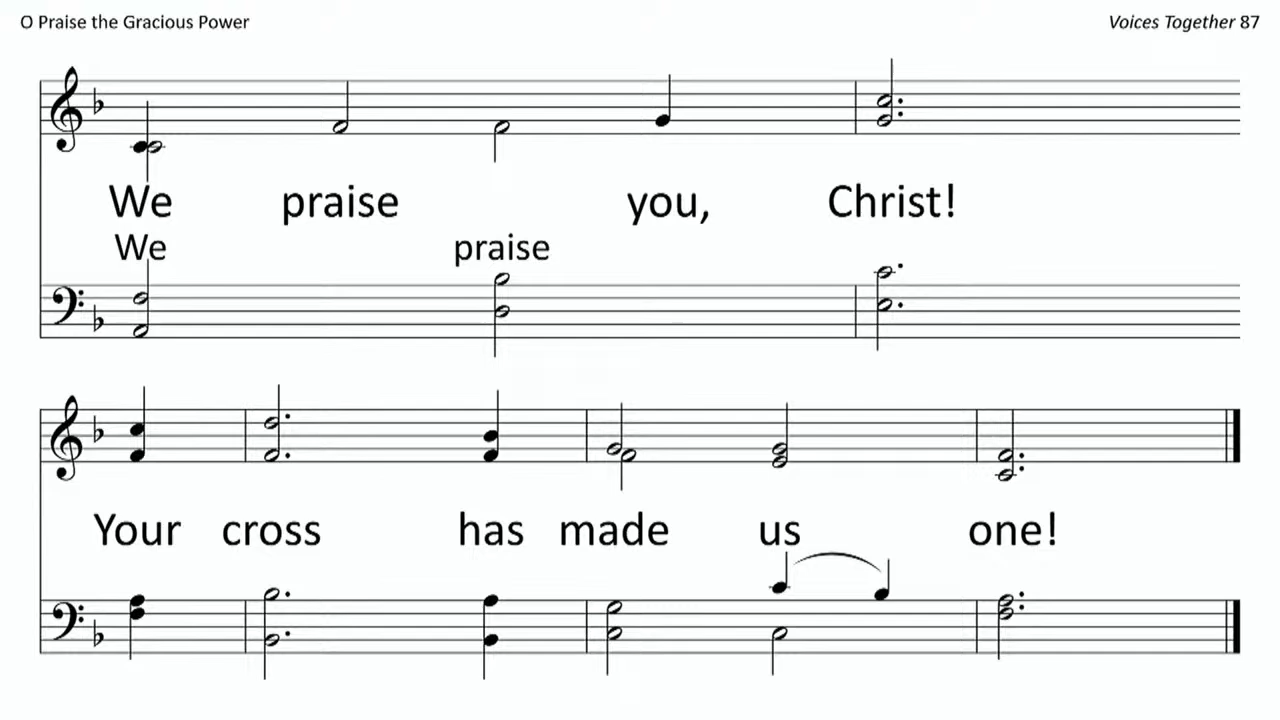 O Praise the Gracious Power
Voices Together 87
We praise you, Christ!
We praise
Your cross has made us one!